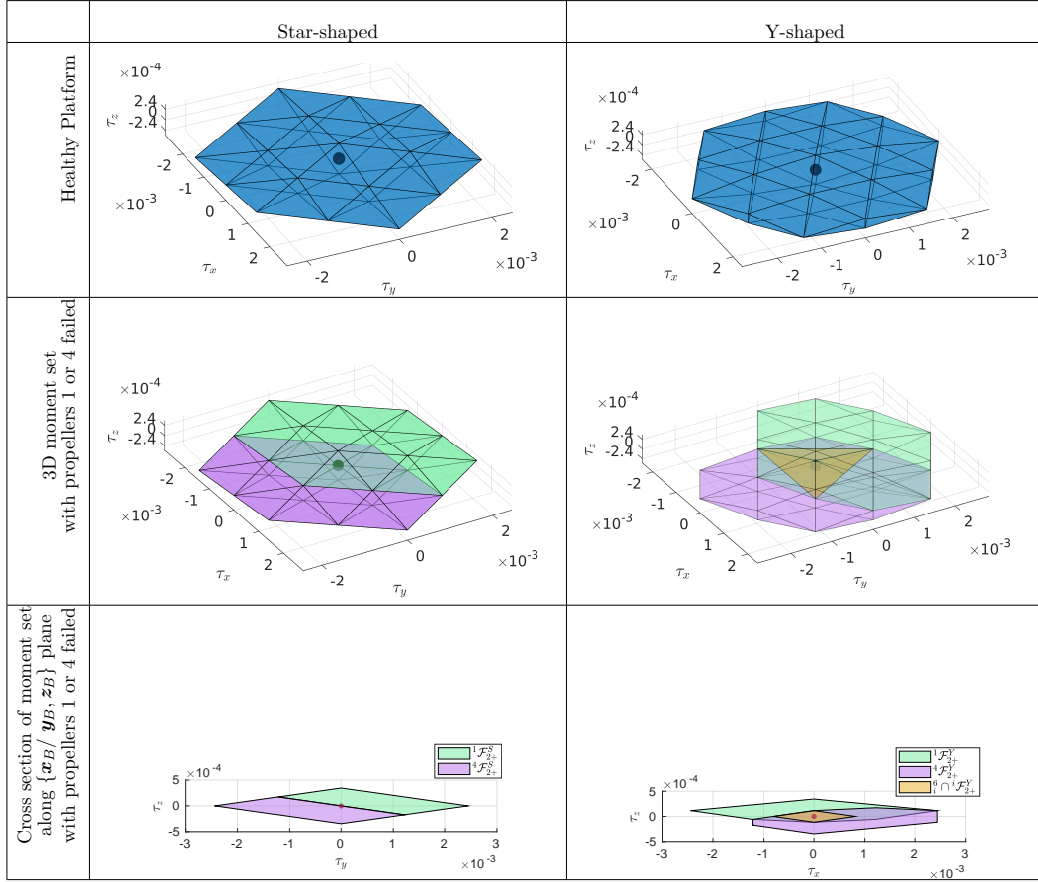 Star-shaped
Y-shaped
Healthy Platform
×10⁻⁴
2.4
0
-2.4
τ_z
-2
-1
0
1
2
×10⁻³
τ_x
-2
0
2
×10⁻³
τ_y
×10⁻⁴
2.4
0
-2.4
τ_z
-2
0
2
×10⁻³
τ_x
-2
-1
0
1
2
×10⁻³
τ_y
3D moment set
with propellers 1 or 4 failed
×10⁻⁴
2.4
0
-2.4
τ_z
-2
-1
0
1
2
×10⁻³
τ_x
-2
0
2
×10⁻³
τ_y
×10⁻⁴
2.4
0
-2.4
τ_z
-2
0
2
×10⁻³
τ_x
-2
-1
0
1
2
×10⁻³
τ_y
Cross section of moment set
along {x_B/ y_B, z_B} plane
with propellers 1 or 4 failed
¹ℱ^S_{2+}
⁴ℱ^S_{2+}
×10⁻⁴
5
0
-5
τ_z
-3 -2 -1 0 1 2 3
τ_y
×10⁻³
¹ℱ^Y_{2+}
⁴ℱ^Y_{2+}
⁶_i ∩ ⁱℱ^Y_{2+}
×10⁻⁴
5
0
-5
τ_z
-3 -2 -1 0 1 2 3
τ_x
×10⁻³